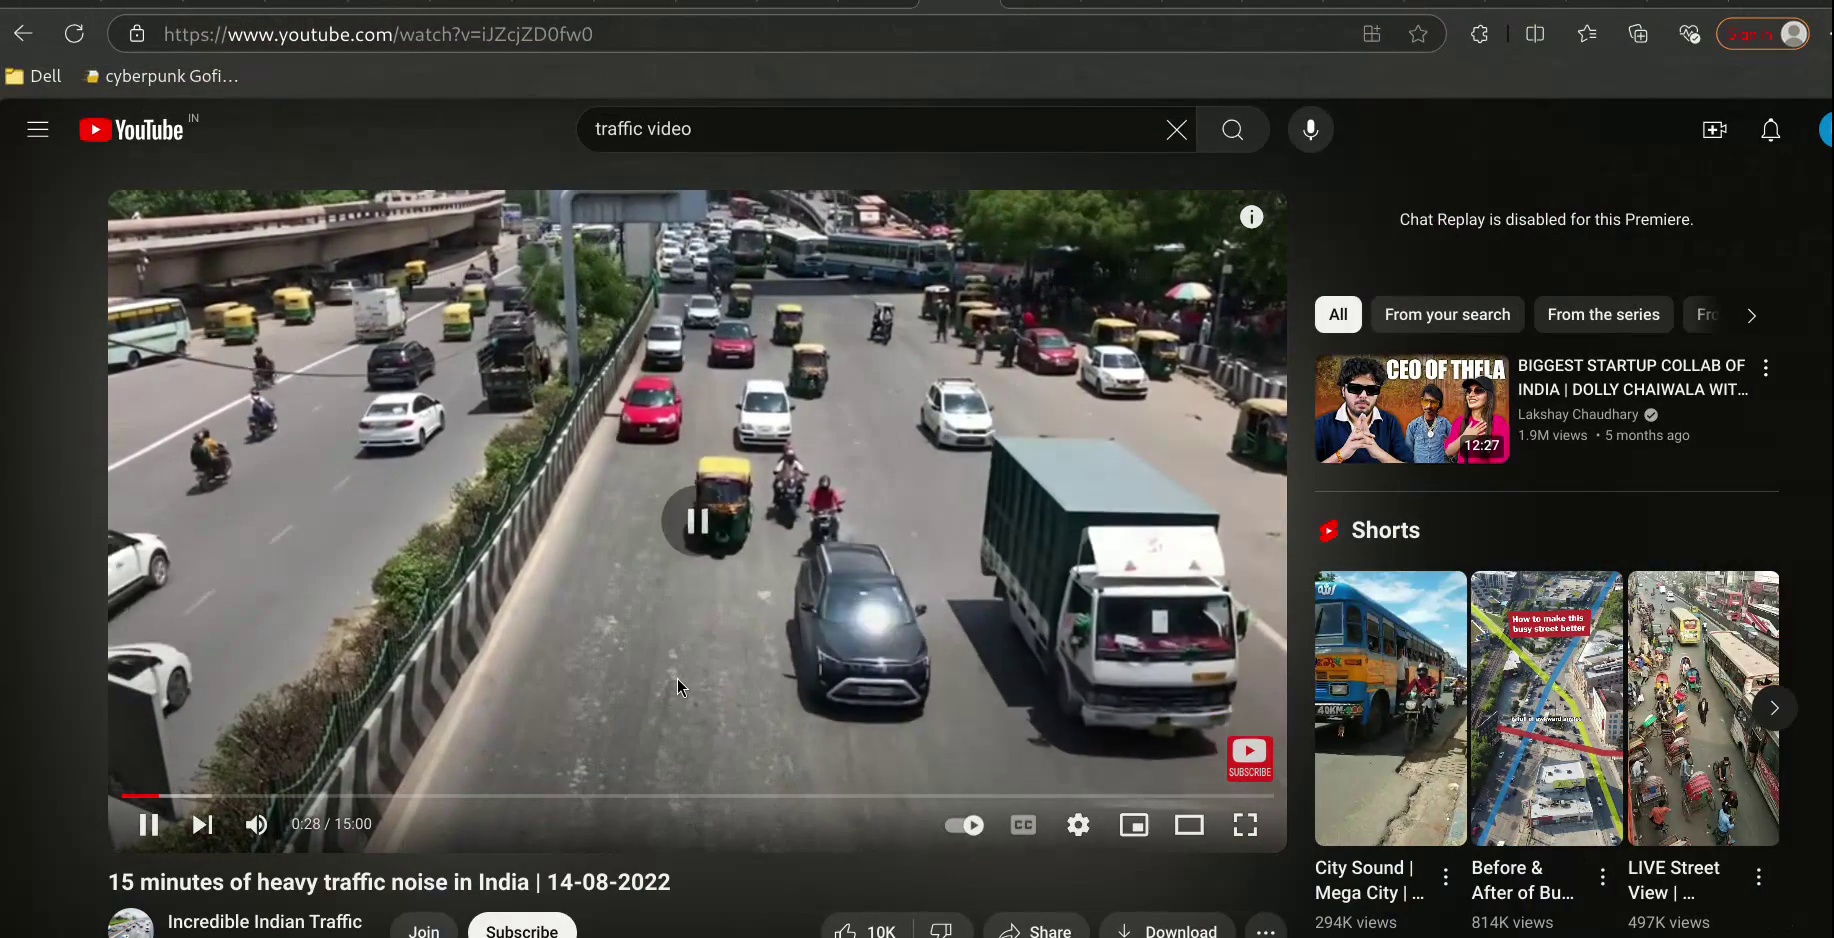 https://www.youtube.com/watch?v=iJZcjZD0fw0
Sign in
Dell
cyberpunk Gofi...
YouTube IN
traffic video
Chat Replay is disabled for this Premiere.
All
From your search
From the series
Fro
CEO OF THELA
12:27
BIGGEST STARTUP COLLAB OF
INDIA | DOLLY CHAIWALA WIT...
Lakshay Chaudhary
1.9M views • 5 months ago
Shorts
How to make this
busy street better
SUBSCRIBE
0:28 / 15:00
CC
15 minutes of heavy traffic noise in India | 14-08-2022
Incredible Indian Traffic
Join
Subscribe
10K
Share
Download
City Sound |
Mega City | ...
294K views
Before &
After of Bu...
814K views
LIVE Street
View | ...
497K views